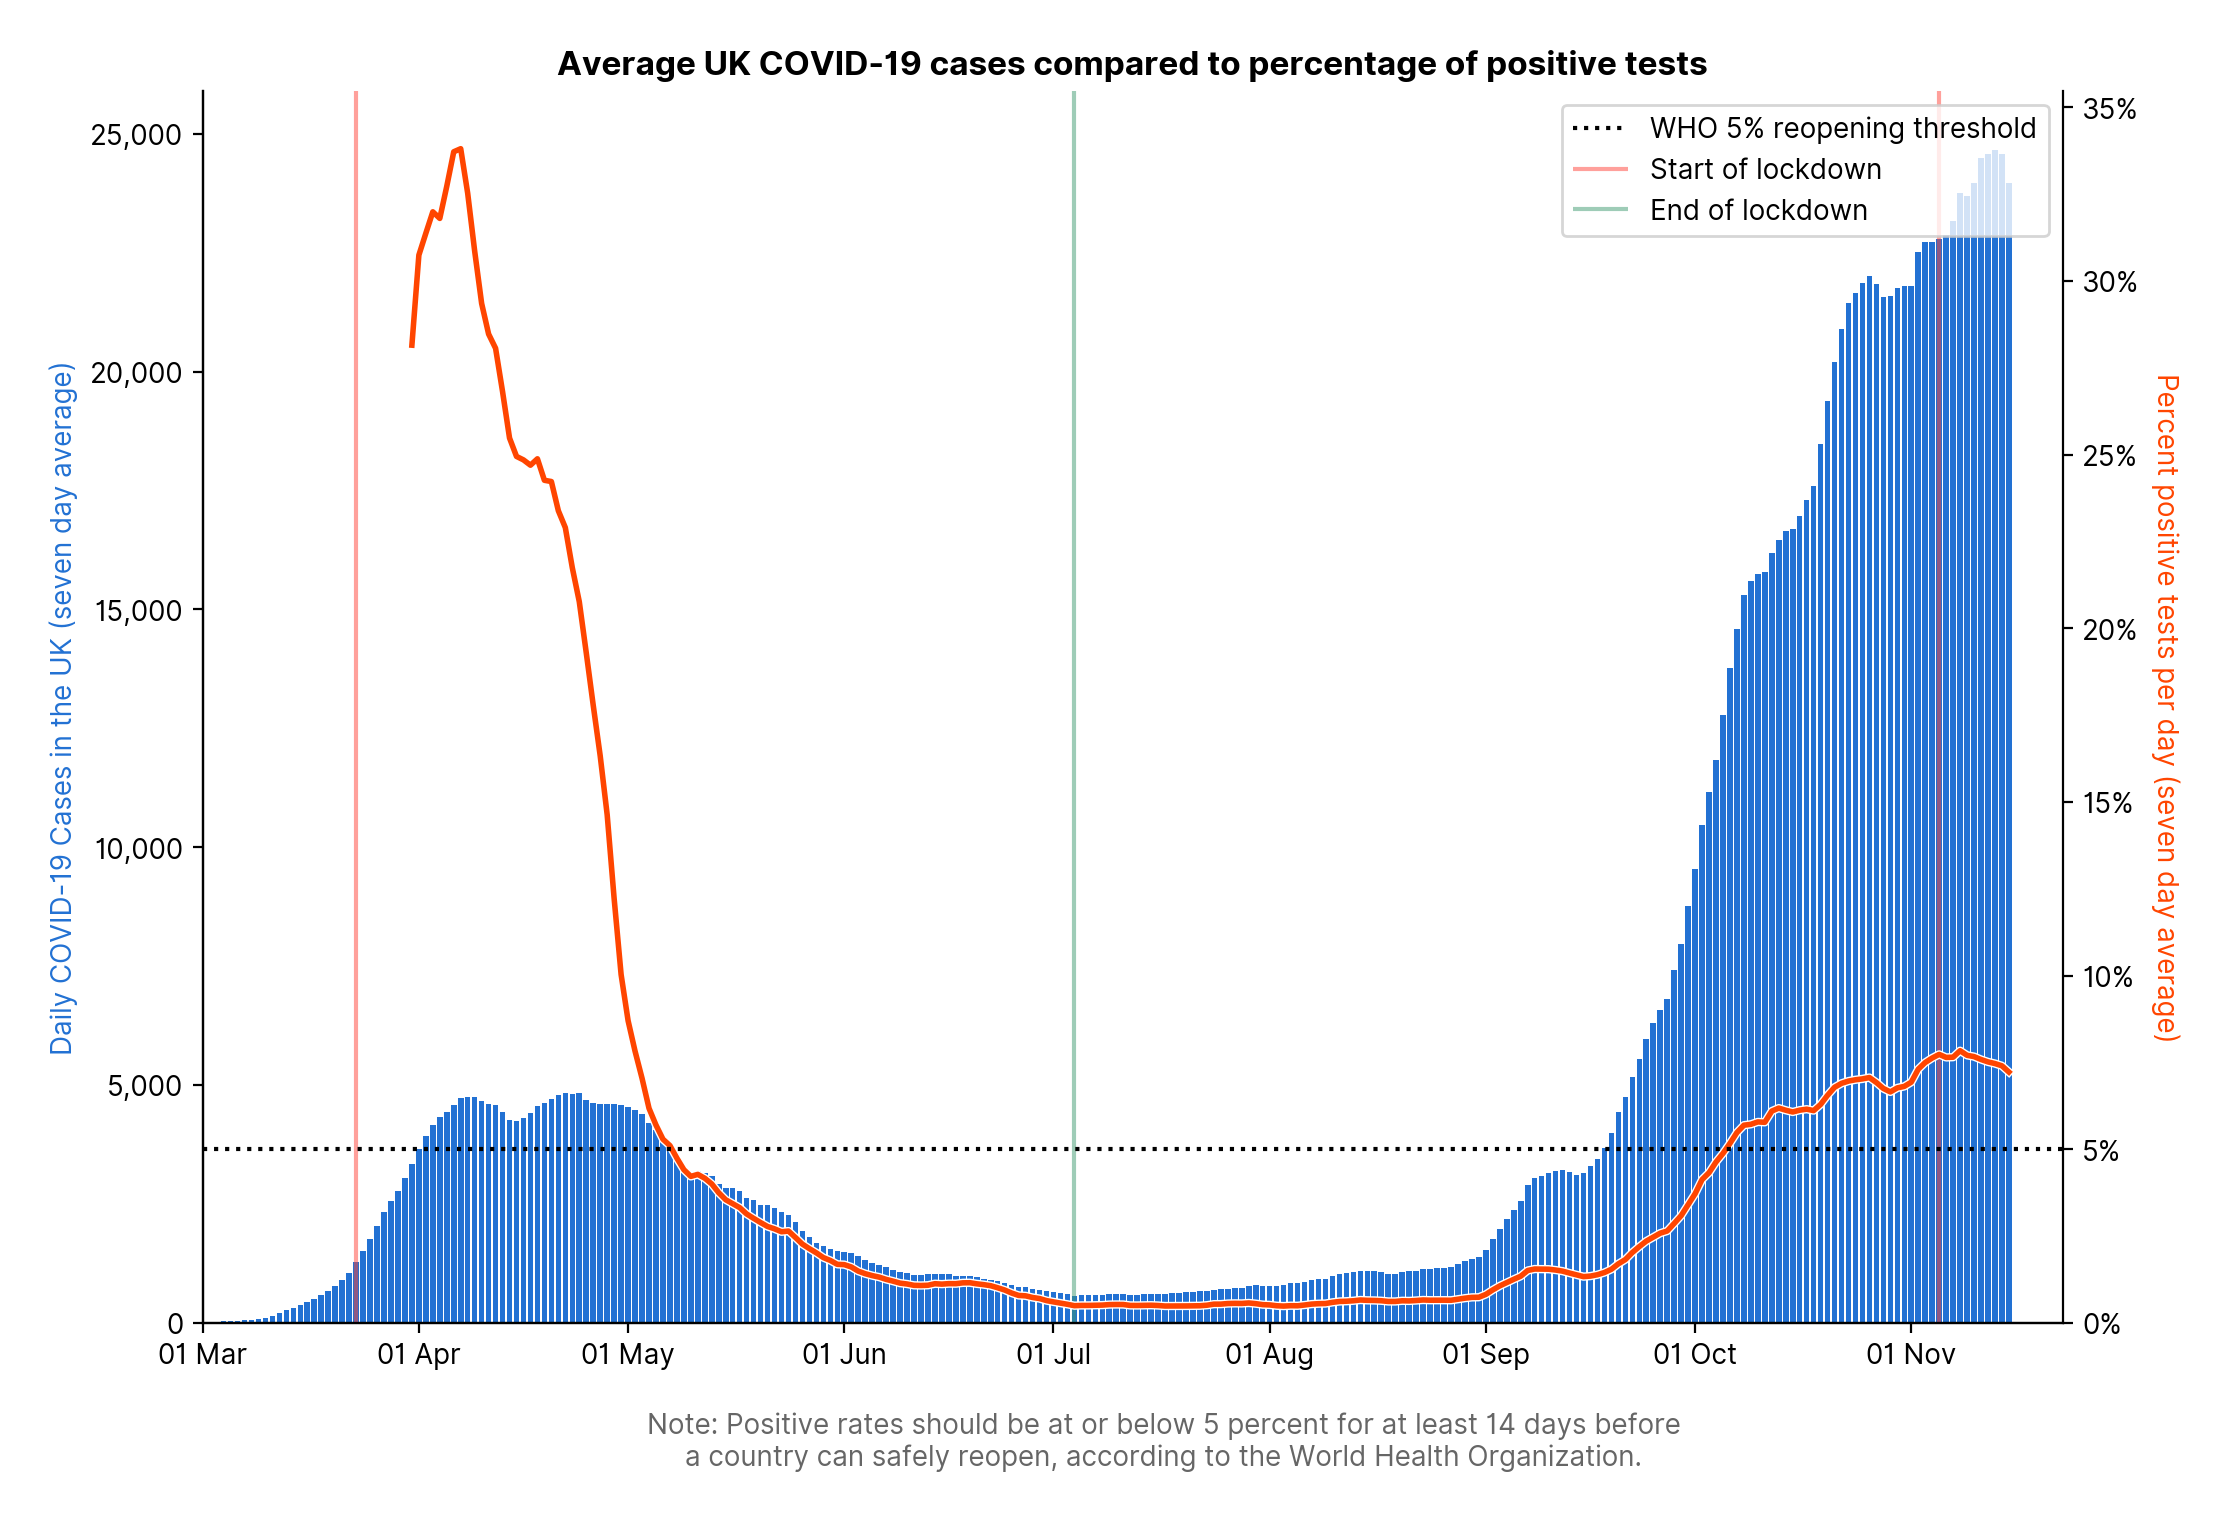 Average UK COVID-19 cases compared to percentage of positive tests
WHO 5% reopening threshold
Start of lockdown
End of lockdown
Daily COVID-19 Cases in the UK (seven day average)
25,000
20,000
15,000
10,000
5,000
0
35%
30%
25%
20%
15%
10%
5%
0%
Percent positive tests per day (seven day average)
01 Mar
01 Apr
01 May
01 Jun
01 Jul
01 Aug
01 Sep
01 Oct
01 Nov
Note: Positive rates should be at or below 5 percent for at least 14 days before
a country can safely reopen, according to the World Health Organization.